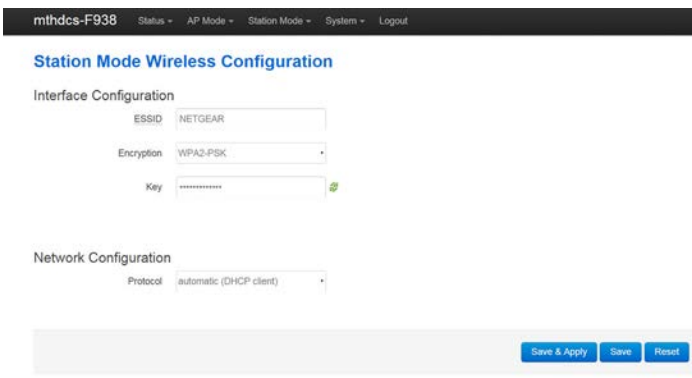 mthdcs-F938 Status AP Mode Station Mode System Logout
Station Mode Wireless Configuration
Interface Configuration
ESSID NETGEAR
Encryption WPA2-PSK
Key •••••••••••••
Network Configuration
Protocol automatic (DHCP client)
Save & Apply Save Reset